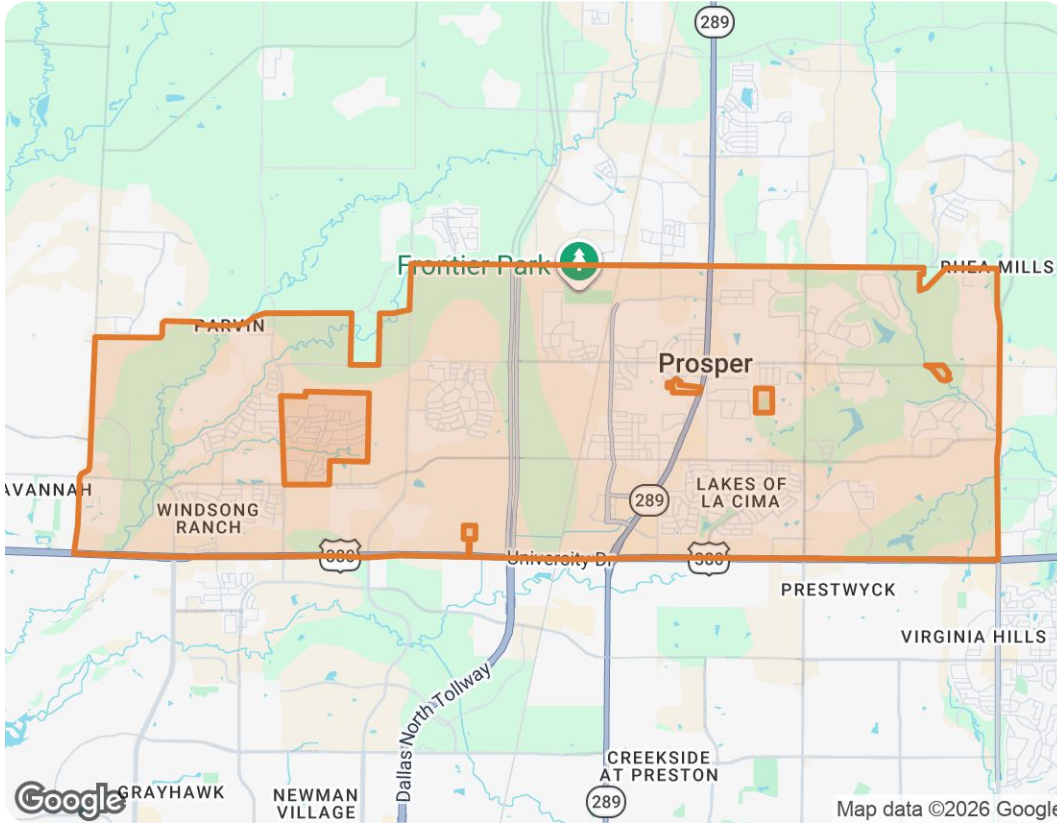 289
Frontier Park
RHEA MILLS
PARVIN
Prosper
AVANNAH
WINDSONG
RANCH
289
LAKES OF
LA CIMA
380
University Dr
380
PRESTWYCK
VIRGINIA HILLS
Dallas North Tollway
CREEKSIDE
AT PRESTON
GRAYHAWK
NEWMAN
VILLAGE
289
Google
Map data ©2026 Google